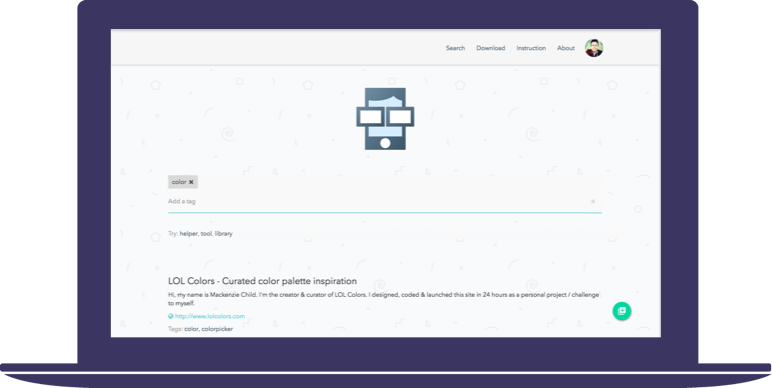 Search Download Instruction About
color ✖
Add a tag
Try: helper, tool, library
LOL Colors - Curated color palette inspiration
Hi, my name is Mackenzie Child. I'm the creator & curator of LOL Colors. I designed, coded & launched this site in 24 hours as a personal project / challenge
to myself.
http://www.lolcolors.com
Tags: color, colorpicker